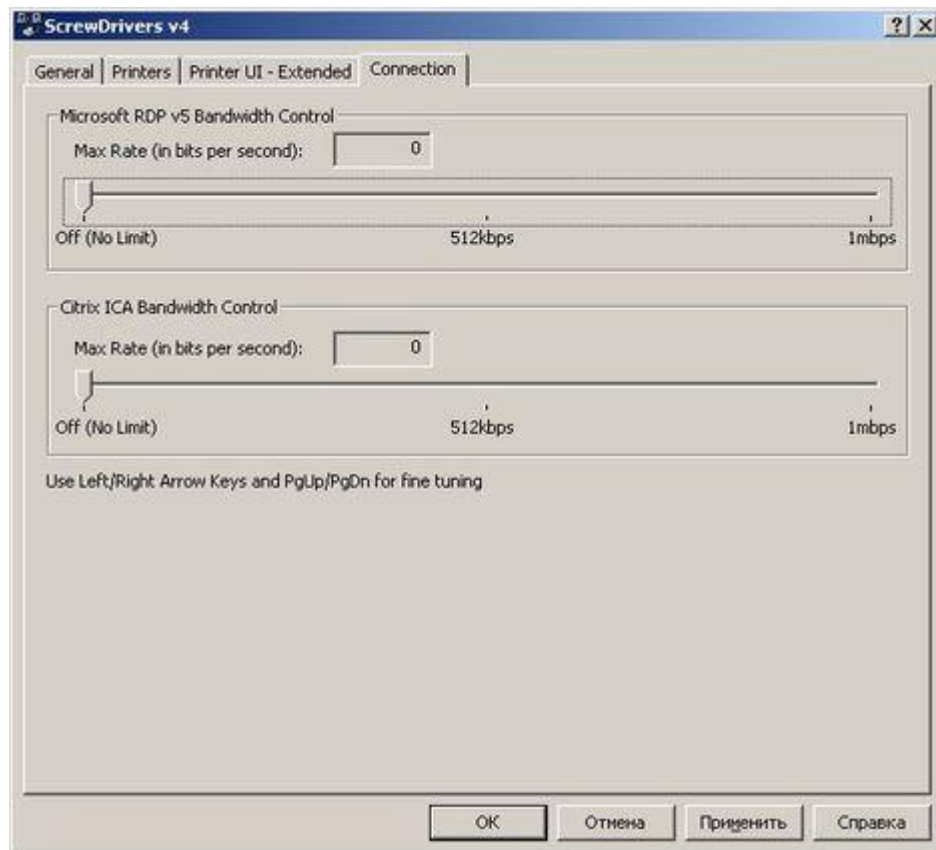 ScrewDrivers v4
General Printers Printer UI - Extended Connection
Microsoft RDP v5 Bandwidth Control
Max Rate (in bits per second): 0
Off (No Limit) 512kbps 1mbps
Citrix ICA Bandwidth Control
Max Rate (in bits per second): 0
Off (No Limit) 512kbps 1mbps
Use Left/Right Arrow Keys and PgUp/PgDn for fine tuning
OK Отмена Применить Справка